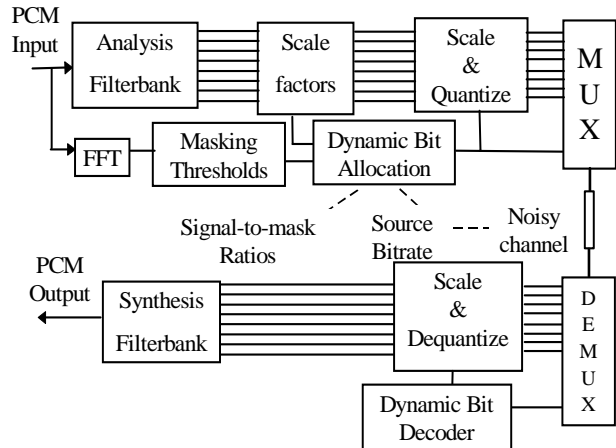 PCM
Input
Analysis
Filterbank
Scale
factors
Scale
&
Quantize
M
U
X
FFT
Masking
Thresholds
Dynamic Bit
Allocation
Signal-to-mask
Ratios
Source
Bitrate
Noisy
channel
PCM
Output
Synthesis
Filterbank
Scale
&
Dequantize
D
E
M
U
X
Dynamic Bit
Decoder